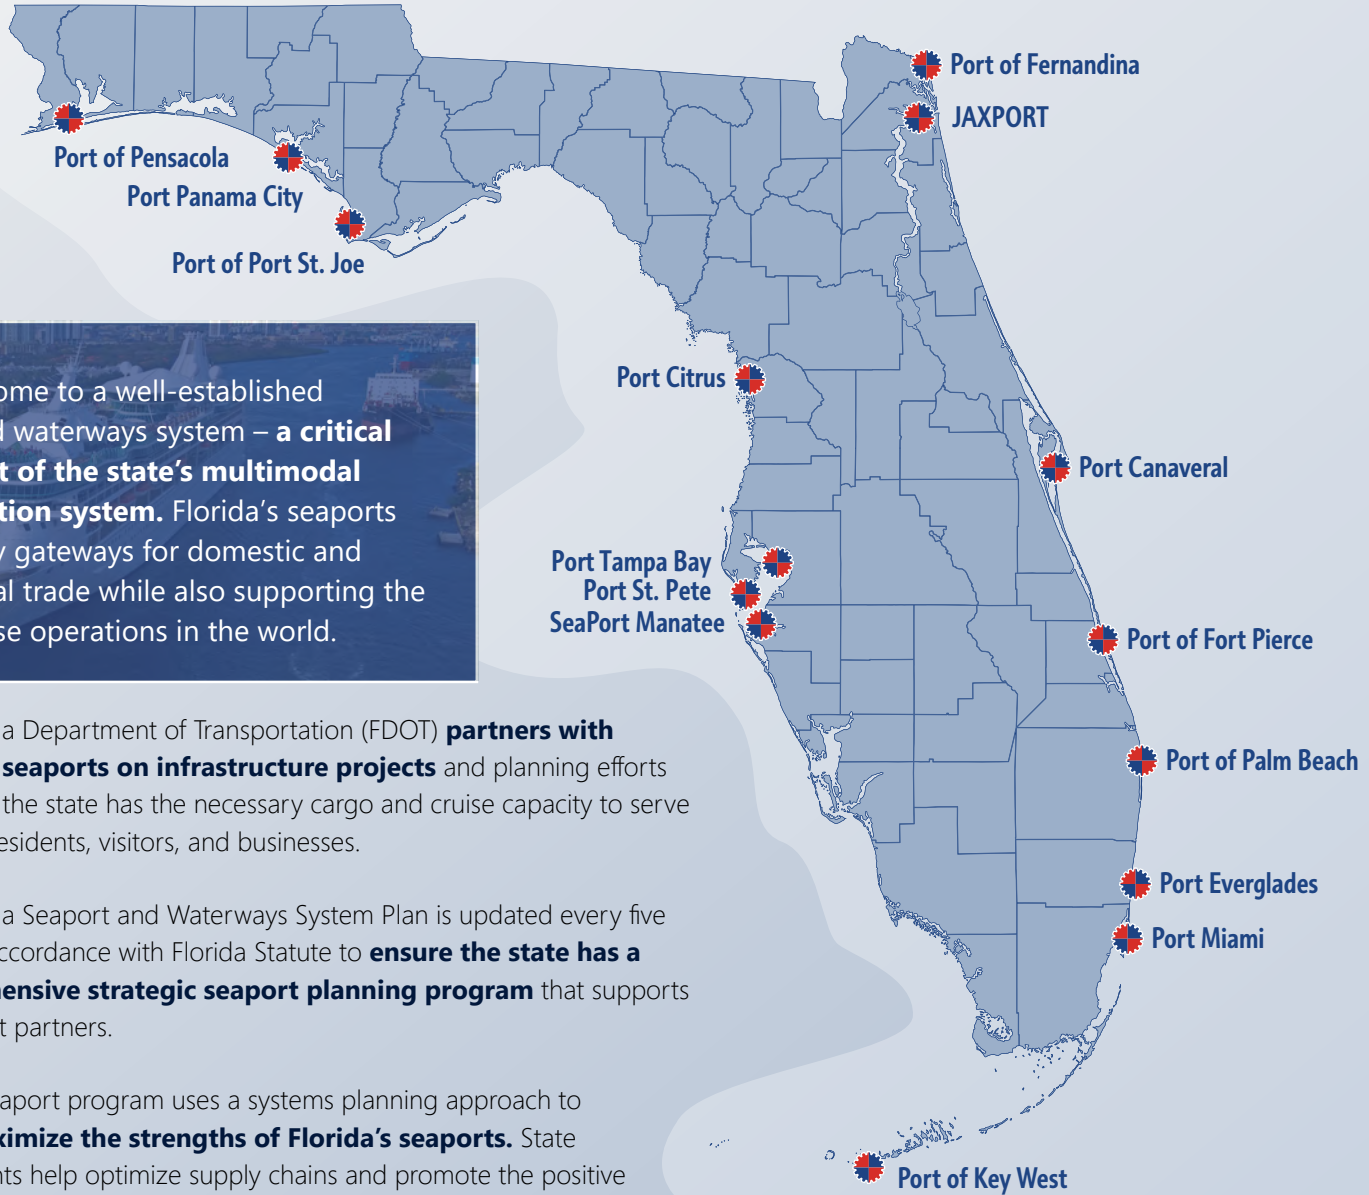 Port of Fernandina
JAXPORT
Port of Pensacola
Port Panama City
Port of Port St. Joe
Port Citrus
Port Canaveral
Port Tampa Bay
Port St. Pete
SeaPort Manatee
Port of Fort Pierce
Port of Palm Beach
Port Everglades
Port Miami
Port of Key West
ome to a well-established
d waterways system – a critical
t of the state's multimodal
tion system. Florida's seaports
y gateways for domestic and
al trade while also supporting the
se operations in the world.
a Department of Transportation (FDOT) partners with
seaports on infrastructure projects and planning efforts
the state has the necessary cargo and cruise capacity to serve
esidents, visitors, and businesses.
a Seaport and Waterways System Plan is updated every five
ccordance with Florida Statute to ensure the state has a
hensive strategic seaport planning program that supports
t partners.
aport program uses a systems planning approach to
ximize the strengths of Florida's seaports. State
nts help optimize supply chains and promote the positive